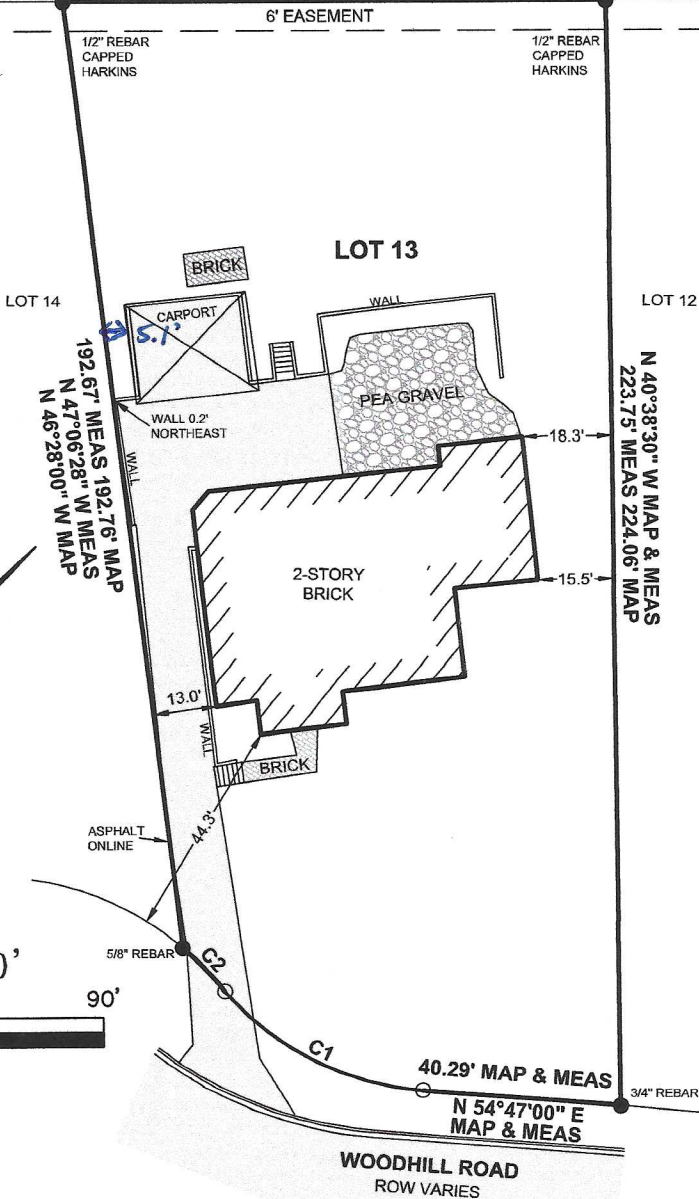 6' EASEMENT
1/2" REBAR
CAPPED
HARKINS
1/2" REBAR
CAPPED
HARKINS
LOT 13
BRICK
LOT 14
LOT 12
WALL
CARPORT
5.1'
192.67' MEAS 192.76' MAP
N 47°06'28" W MEAS
N 46°28'00" W MAP
N 40°38'30" W MAP & MEAS
223.75' MEAS 224.06' MAP
PEA GRAVEL
WALL 0.2'
NORTHEAST
18.3'
WALL
2-STORY
BRICK
15.5'
13.0'
WALL
BRICK
44.3'
ASPHALT
ONLINE
5/8" REBAR
C2
)'
90'
C1
40.29' MAP & MEAS
3/4" REBAR
N 54°47'00" E
MAP & MEAS
WOODHILL ROAD
ROW VARIES